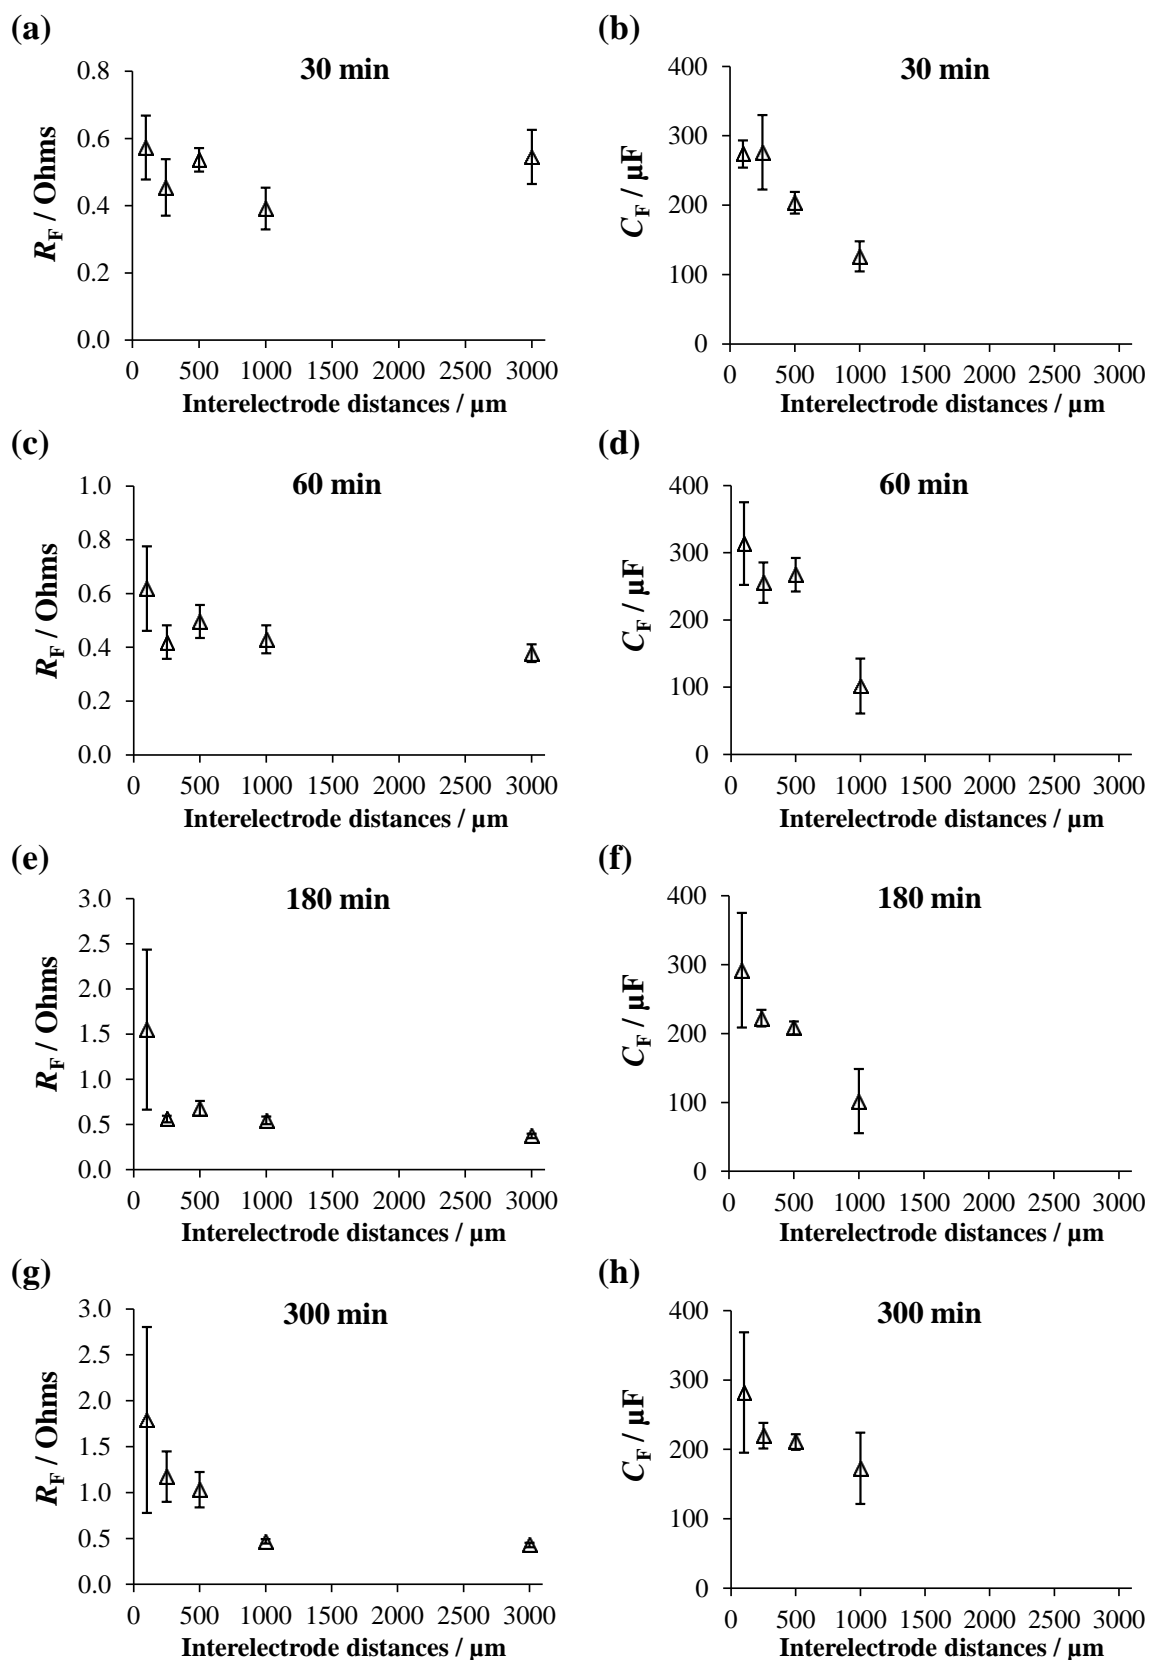 (a)
30 min
R_F / Ohms
0.8
0.6
0.4
0.2
0.0
0 500 1000 1500 2000 2500 3000
Interelectrode distances / µm
(b)
30 min
C_F / µF
400
300
200
100
0
0 500 1000 1500 2000 2500 3000
Interelectrode distances / µm
(c)
60 min
R_F / Ohms
1.0
0.8
0.6
0.4
0.2
0.0
0 500 1000 1500 2000 2500 3000
Interelectrode distances / µm
(d)
60 min
C_F / µF
400
300
200
100
0
0 500 1000 1500 2000 2500 3000
Interelectrode distances / µm
(e)
180 min
R_F / Ohms
3.0
2.5
2.0
1.5
1.0
0.5
0.0
0 500 1000 1500 2000 2500 3000
Interelectrode distances / µm
(f)
180 min
C_F / µF
400
300
200
100
0
0 500 1000 1500 2000 2500 3000
Interelectrode distances / µm
(g)
300 min
R_F / Ohms
3.0
2.5
2.0
1.5
1.0
0.5
0.0
0 500 1000 1500 2000 2500 3000
Interelectrode distances / µm
(h)
300 min
C_F / µF
400
300
200
100
0
0 500 1000 1500 2000 2500 3000
Interelectrode distances / µm